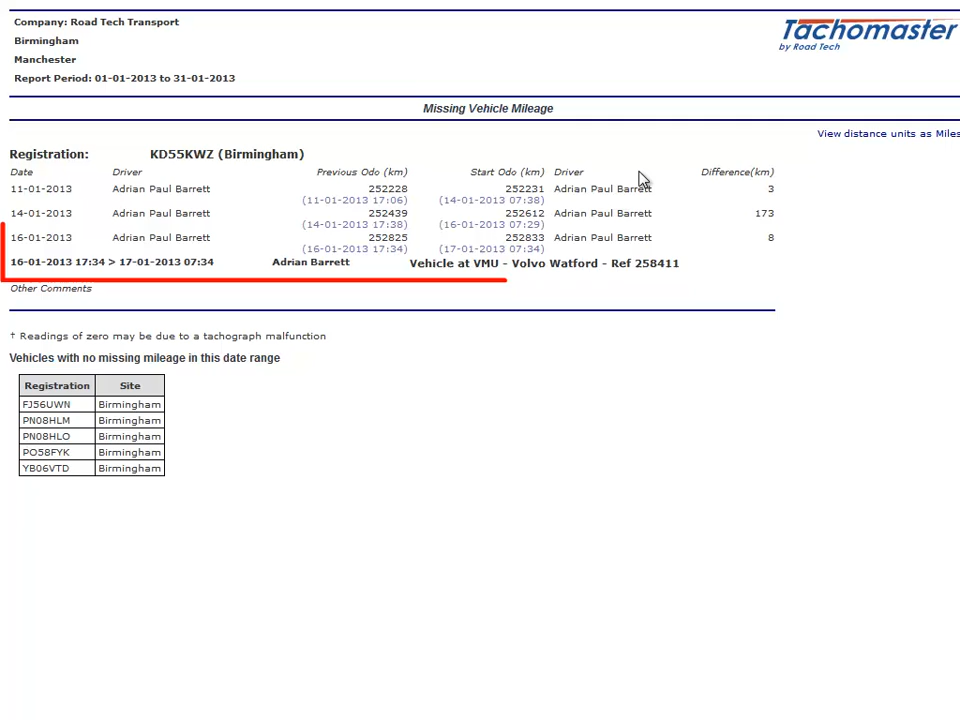 Company: Road Tech Transport
Birmingham
Manchester
Report Period: 01-01-2013 to 31-01-2013
Tachomaster
by Road Tech
Missing Vehicle Mileage
View distance units as Miles
Registration: KD55KWZ (Birmingham)
Date Driver Previous Odo (km) Start Odo (km) Driver Difference(km)
11-01-2013 Adrian Paul Barrett 252228 252231 Adrian Paul Barrett 3
(11-01-2013 17:06) (14-01-2013 07:38)
14-01-2013 Adrian Paul Barrett 252439 252612 Adrian Paul Barrett 173
(14-01-2013 17:38) (16-01-2013 07:29)
16-01-2013 Adrian Paul Barrett 252825 252833 Adrian Paul Barrett 8
(16-01-2013 17:34) (17-01-2013 07:34)
16-01-2013 17:34 > 17-01-2013 07:34 Adrian Barrett Vehicle at VMU - Volvo Watford - Ref 258411
Other Comments
† Readings of zero may be due to a tachograph malfunction
Vehicles with no missing mileage in this date range
Registration Site
FJ56UWN Birmingham
PN08HLM Birmingham
PN08HLO Birmingham
PO58FYK Birmingham
YB06VTD Birmingham